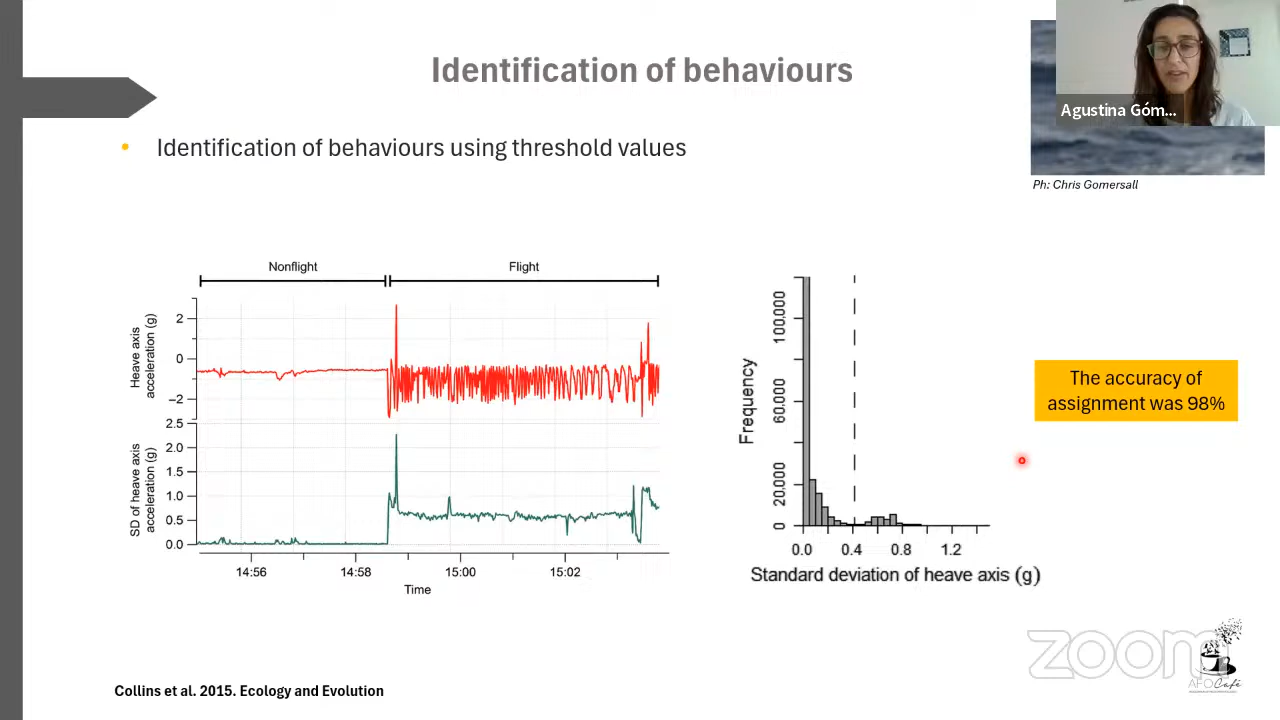 Identification of behaviours
Agustina Góm...
• Identification of behaviours using threshold values
Ph: Chris Gomersall
Nonflight
Flight
Heave axis
acceleration (g)
2
0
−2
SD of heave axis
acceleration (g)
2.5
2.0
1.5
1.0
0.5
0.0
14:56
14:58
15:00
15:02
Time
Frequency
100.000
60.000
20.000
0
0.0
0.4
0.8
1.2
Standard deviation of heave axis (g)
The accuracy of
assignment was 98%
zoom
AFO Café
Collins et al. 2015. Ecology and Evolution